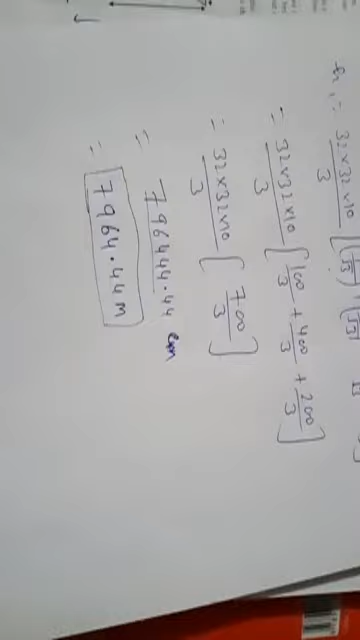 h₁ = 32×32×10/3 [(
= 32×32×10/3 [100/3 + 400/3 + 200/3]
= 32×32×10/3 [700/3]
= 796444.44 cm
= 7964.44 m